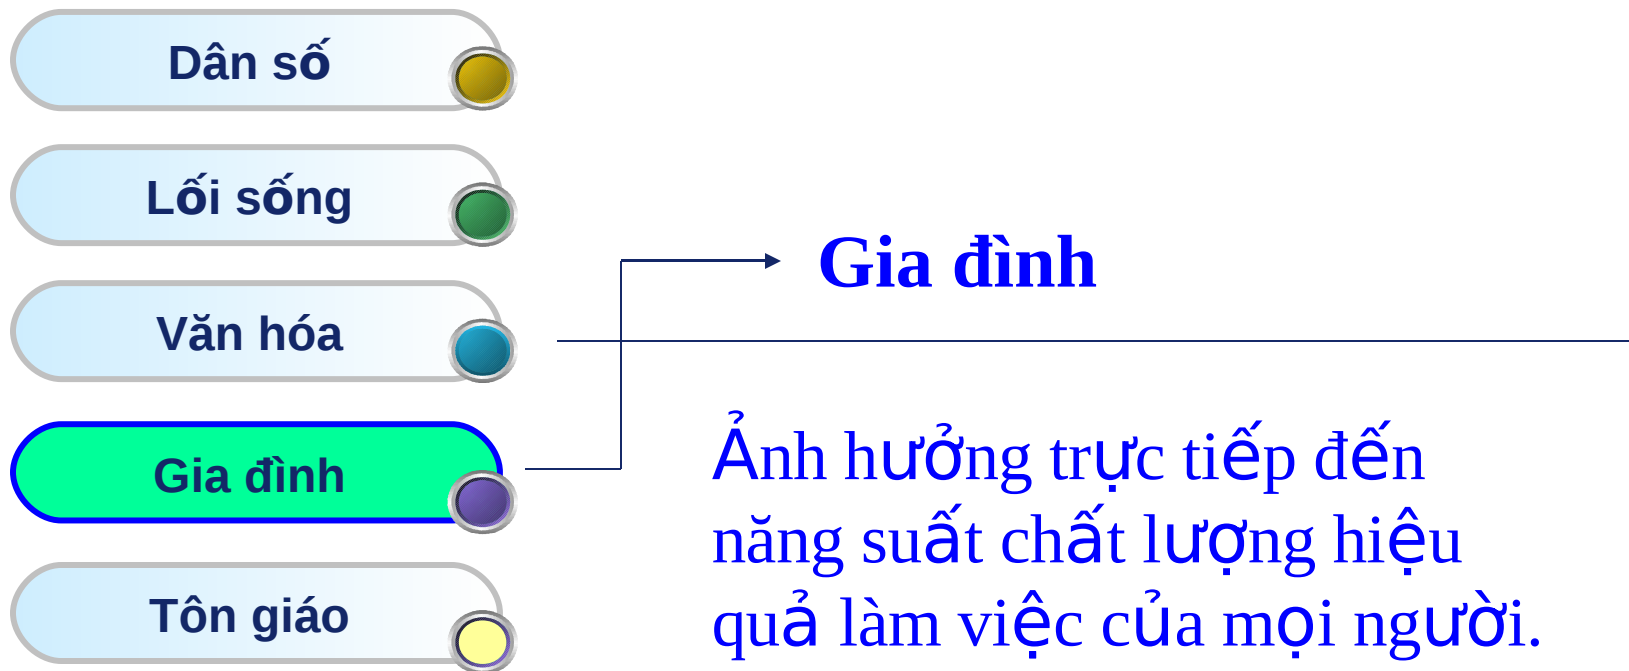 Dân số
Lối sống
Văn hóa
Gia đình
Tôn giáo
Gia đình
Ảnh hưởng trực tiếp đến
năng suất chất lượng hiệu
quả làm việc của mọi người.